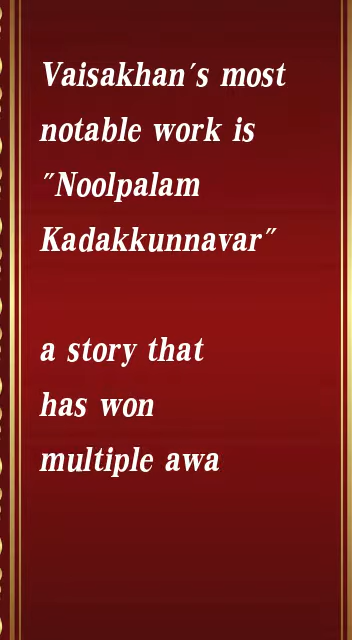 Vaisakhan's most
notable work is
"Noolpalam
Kadakkunnavar"
a story that
has won
multiple awa